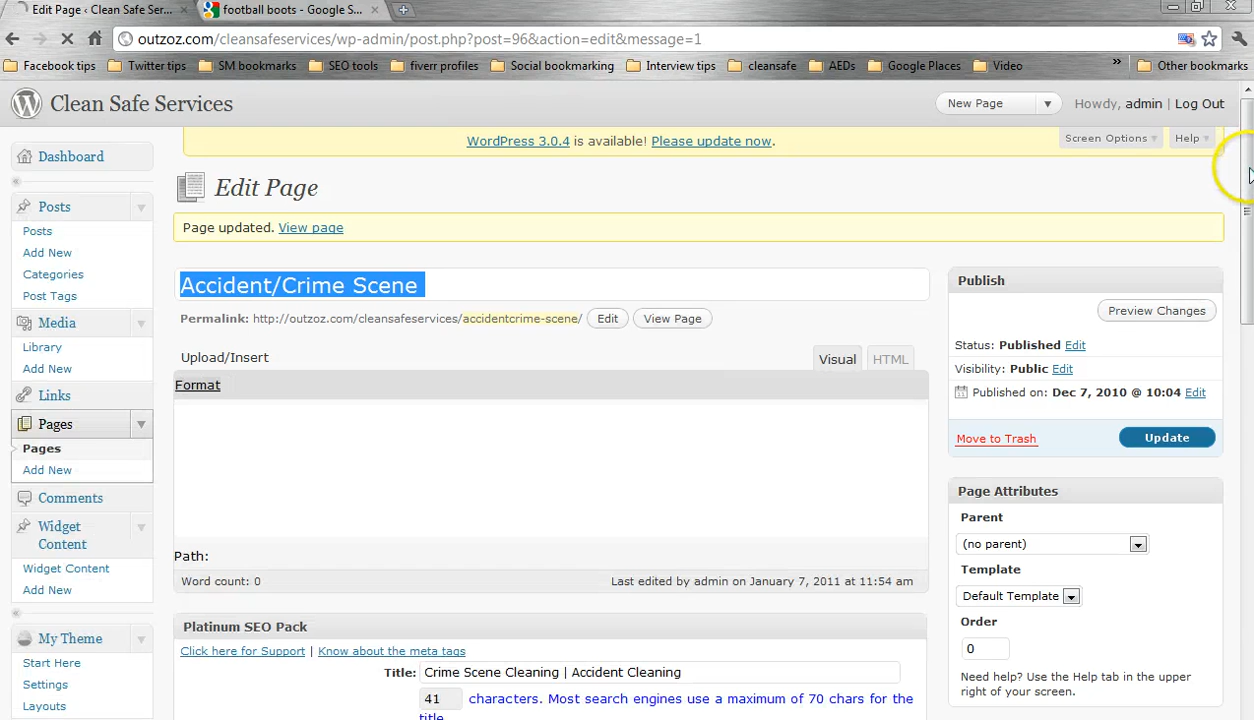 Edit Page ‹ Clean Safe Serv...
football boots - Google S...
outzoz.com/cleansafeservices/wp-admin/post.php?post=96&action=edit&message=1
Facebook tips Twitter tips SM bookmarks SEO tools fiverr profiles Social bookmarking Interview tips cleansafe AEDs Google Places Video » Other bookmarks
Clean Safe Services
New Page
Howdy, admin | Log Out
WordPress 3.0.4 is available! Please update now.
Screen Options
Help
Dashboard
Posts
Posts
Add New
Categories
Post Tags
Media
Library
Add New
Links
Pages
Pages
Add New
Comments
Widget
Content
Widget Content
Add New
My Theme
Start Here
Settings
Layouts
Edit Page
Page updated. View page
Accident/Crime Scene
Permalink: http://outzoz.com/cleansafeservices/accidentcrime-scene/ Edit View Page
Upload/Insert
Visual HTML
Format
Path:
Word count: 0
Last edited by admin on January 7, 2011 at 11:54 am
Platinum SEO Pack
Click here for Support | Know about the meta tags
Title: Crime Scene Cleaning | Accident Cleaning
41 characters. Most search engines use a maximum of 70 chars for the
title.
Publish
Preview Changes
Status: Published Edit
Visibility: Public Edit
Published on: Dec 7, 2010 @ 10:04 Edit
Move to Trash
Update
Page Attributes
Parent
(no parent)
Template
Default Template
Order
0
Need help? Use the Help tab in the upper
right of your screen.